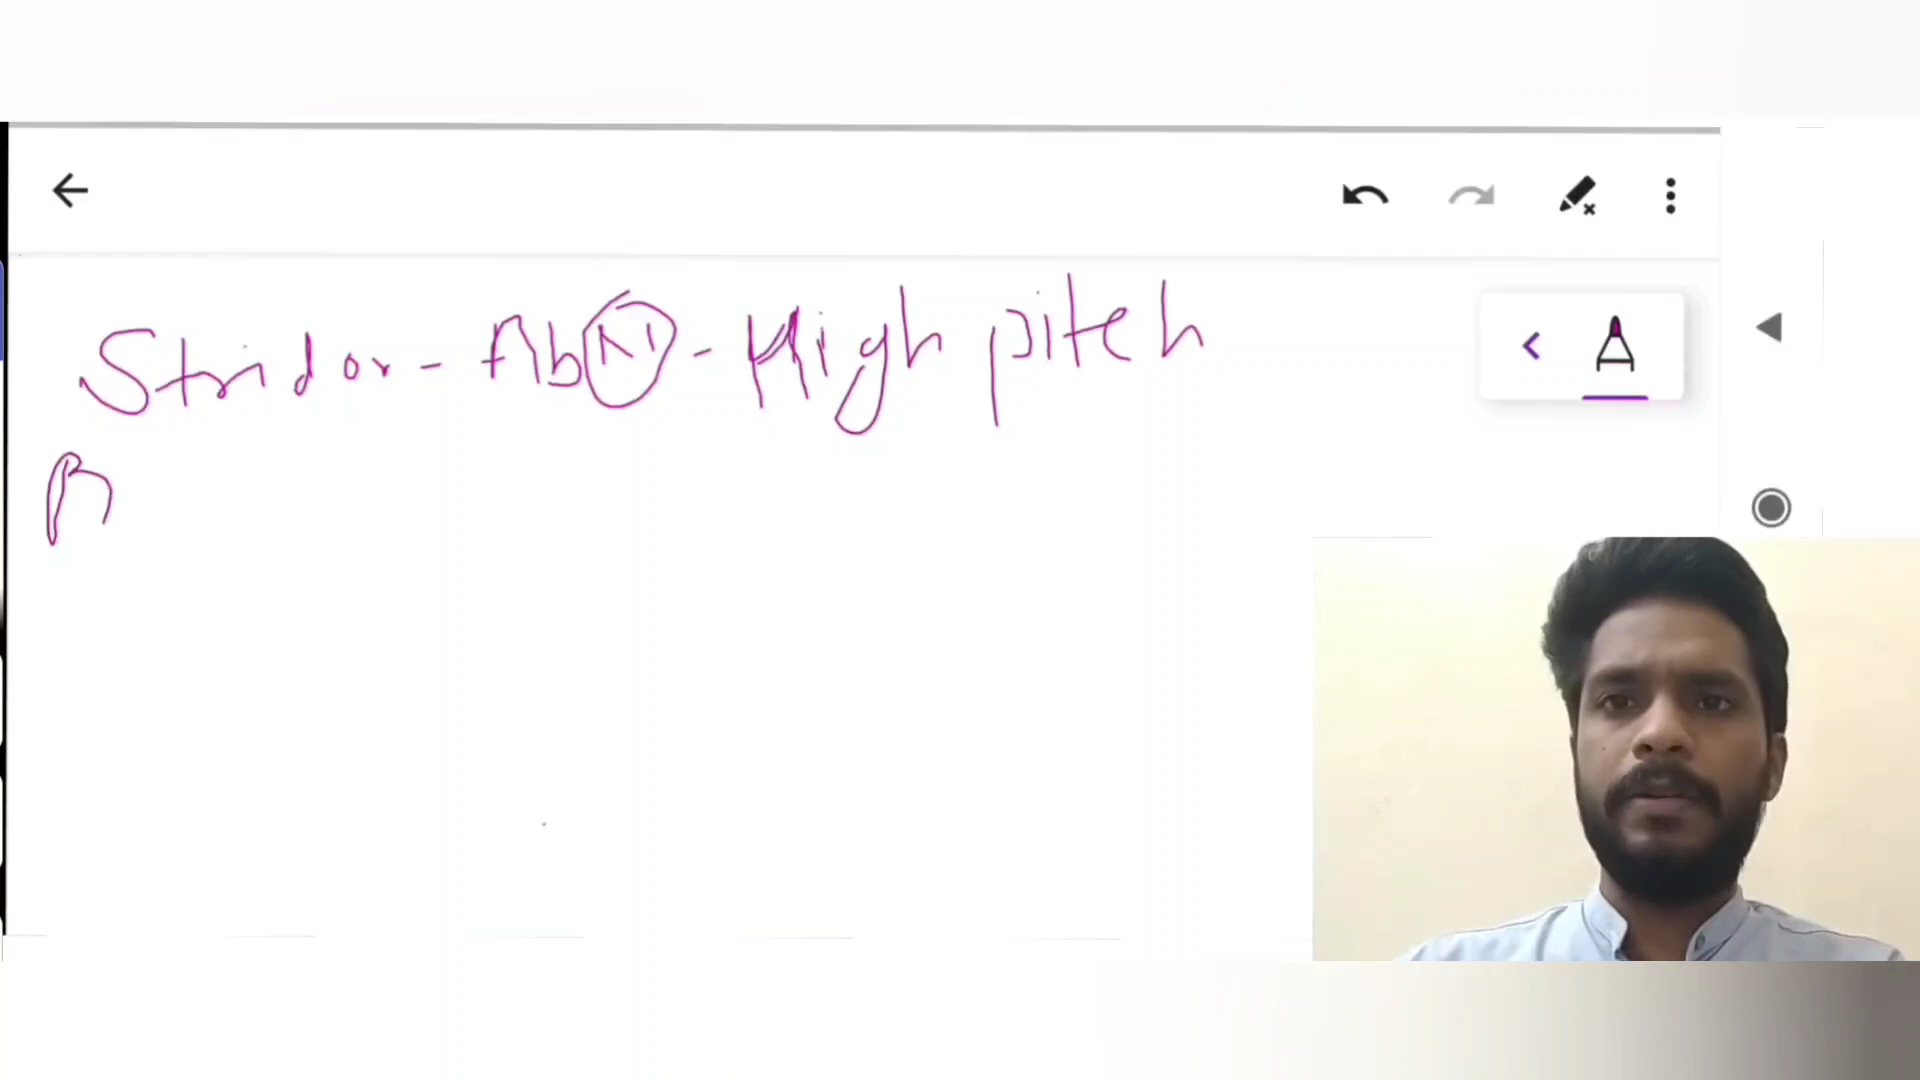 Stridor - Ab(N) - High pitch